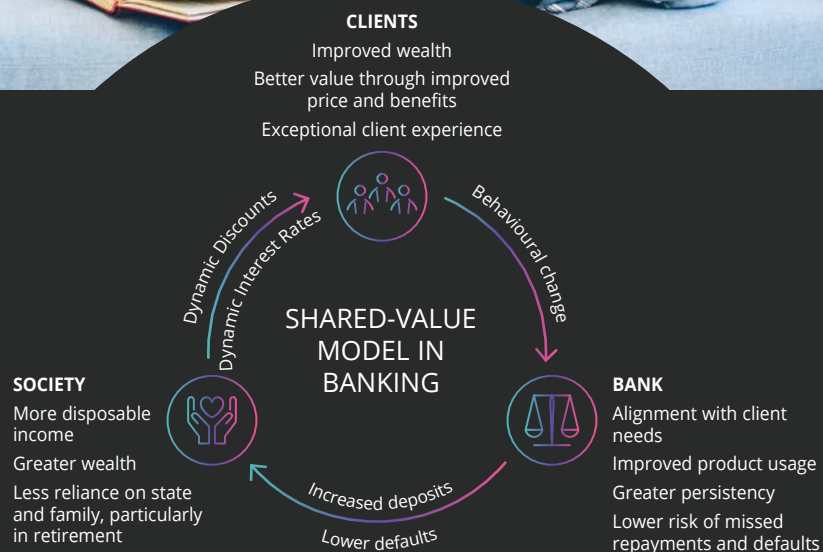 CLIENTS
Improved wealth
Better value through improved
price and benefits
Exceptional client experience
Dynamic Discounts
Dynamic Interest Rates
Behavioural change
SHARED-VALUE
MODEL IN
BANKING
SOCIETY
More disposable
income
Greater wealth
Less reliance on state
and family, particularly
in retirement
BANK
Alignment with client
needs
Improved product usage
Greater persistency
Lower risk of missed
repayments and defaults
Increased deposits
Lower defaults